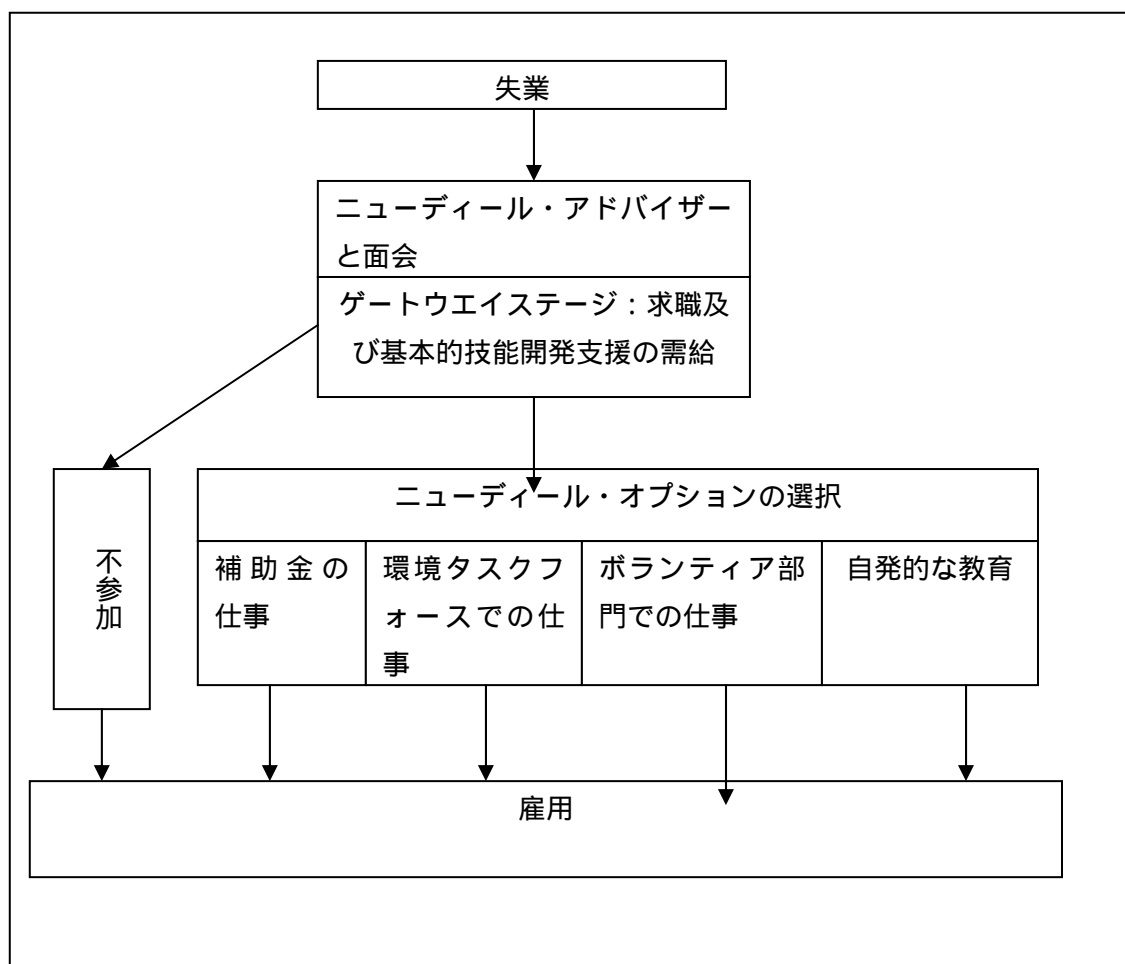 失業
ニューディール・アドバイザー
と面会
ゲートウエイステージ：求職及
び基本的技能開発支援の需給
不参加
ニューディール・オプションの選択
補助金の
仕事
環境タスクフ
ォースでの仕
事
ボランティア部
門での仕事
自発的な教育
雇用